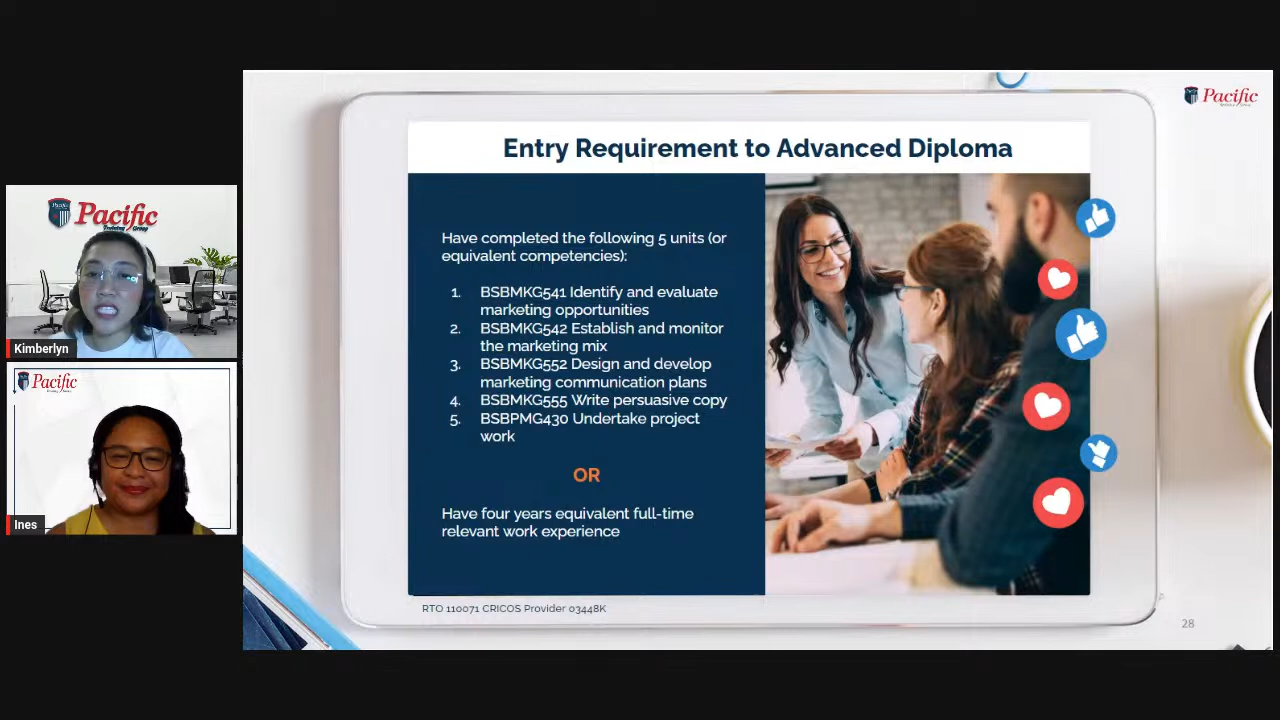 Pacific
Entry Requirement to Advanced Diploma
Have completed the following 5 units (or
equivalent competencies):
1. BSBMKG541 Identify and evaluate
marketing opportunities
2. BSBMKG542 Establish and monitor
the marketing mix
3. BSBMKG552 Design and develop
marketing communication plans
4. BSBMKG555 Write persuasive copy
5. BSBPMG430 Undertake project
work
OR
Have four years equivalent full-time
relevant work experience
RTO 110071 CRICOS Provider 03448K
28
Pacific
Training Group
Kimberlyn
Pacific
Ines